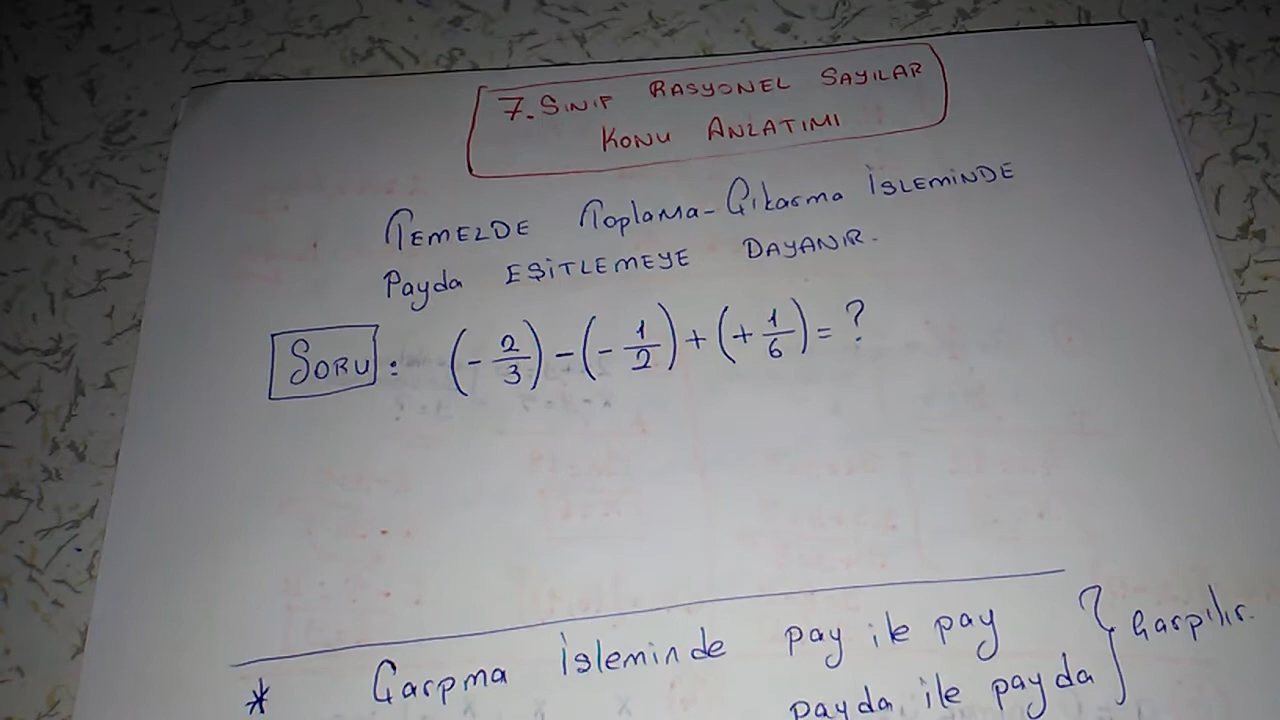 7. SINIF RASYONEL SAYILAR
KONU ANLATIMI
TEMELDE Toplama-Çıkarma İŞLEMİNDE
Payda EŞİTLEMEYE DAYANIR.
SORU: (-2/3) - (-1/2) + (+1/6) = ?
* Çarpma İşleminde pay ile pay } Çarpılır.
payda ile payda